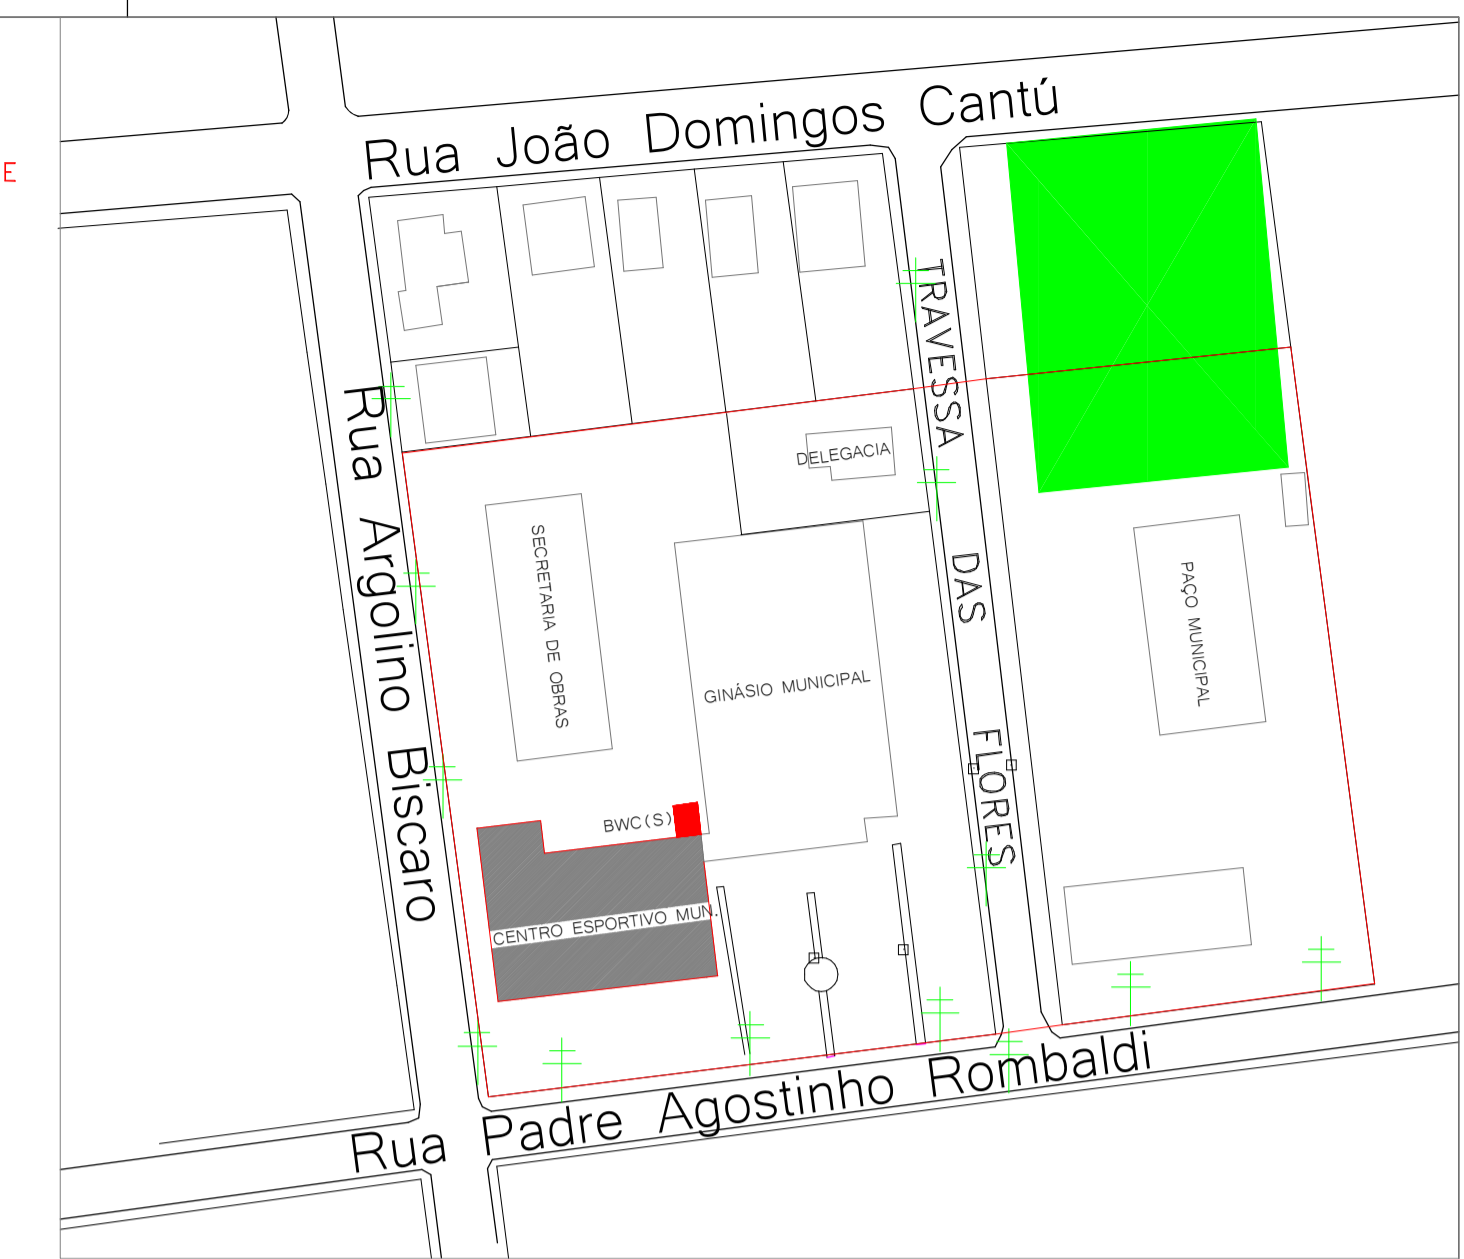 Rua João Domingos Cantú
E
TRAVESSA DAS FLORES
Rua Argolino Biscaro
DELEGACIA
SECRETARIA DE OBRAS
PAÇO MUNICIPAL
GINÁSIO MUNICIPAL
BWC(S)
CENTRO ESPORTIVO MUN.
Rua Padre Agostinho Rombaldi